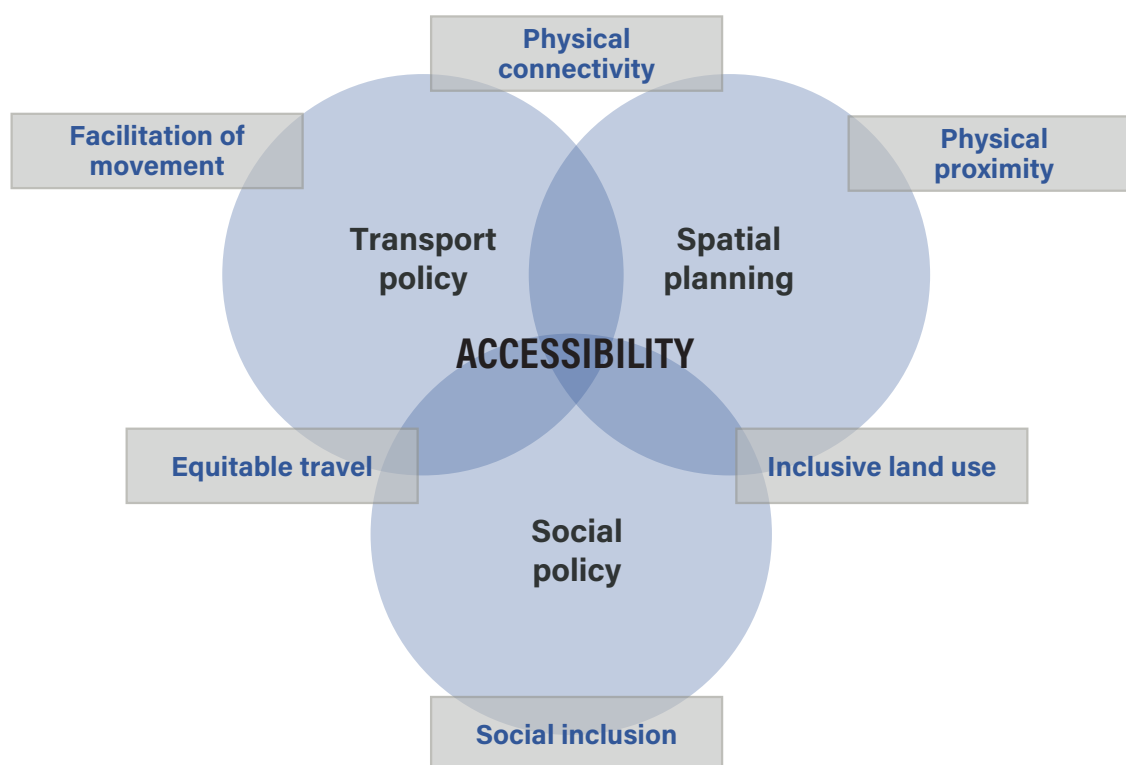 Physical
connectivity
Facilitation of
movement
Physical
proximity
Transport
policy
Spatial
planning
ACCESSIBILITY
Equitable travel
Inclusive land use
Social
policy
Social inclusion